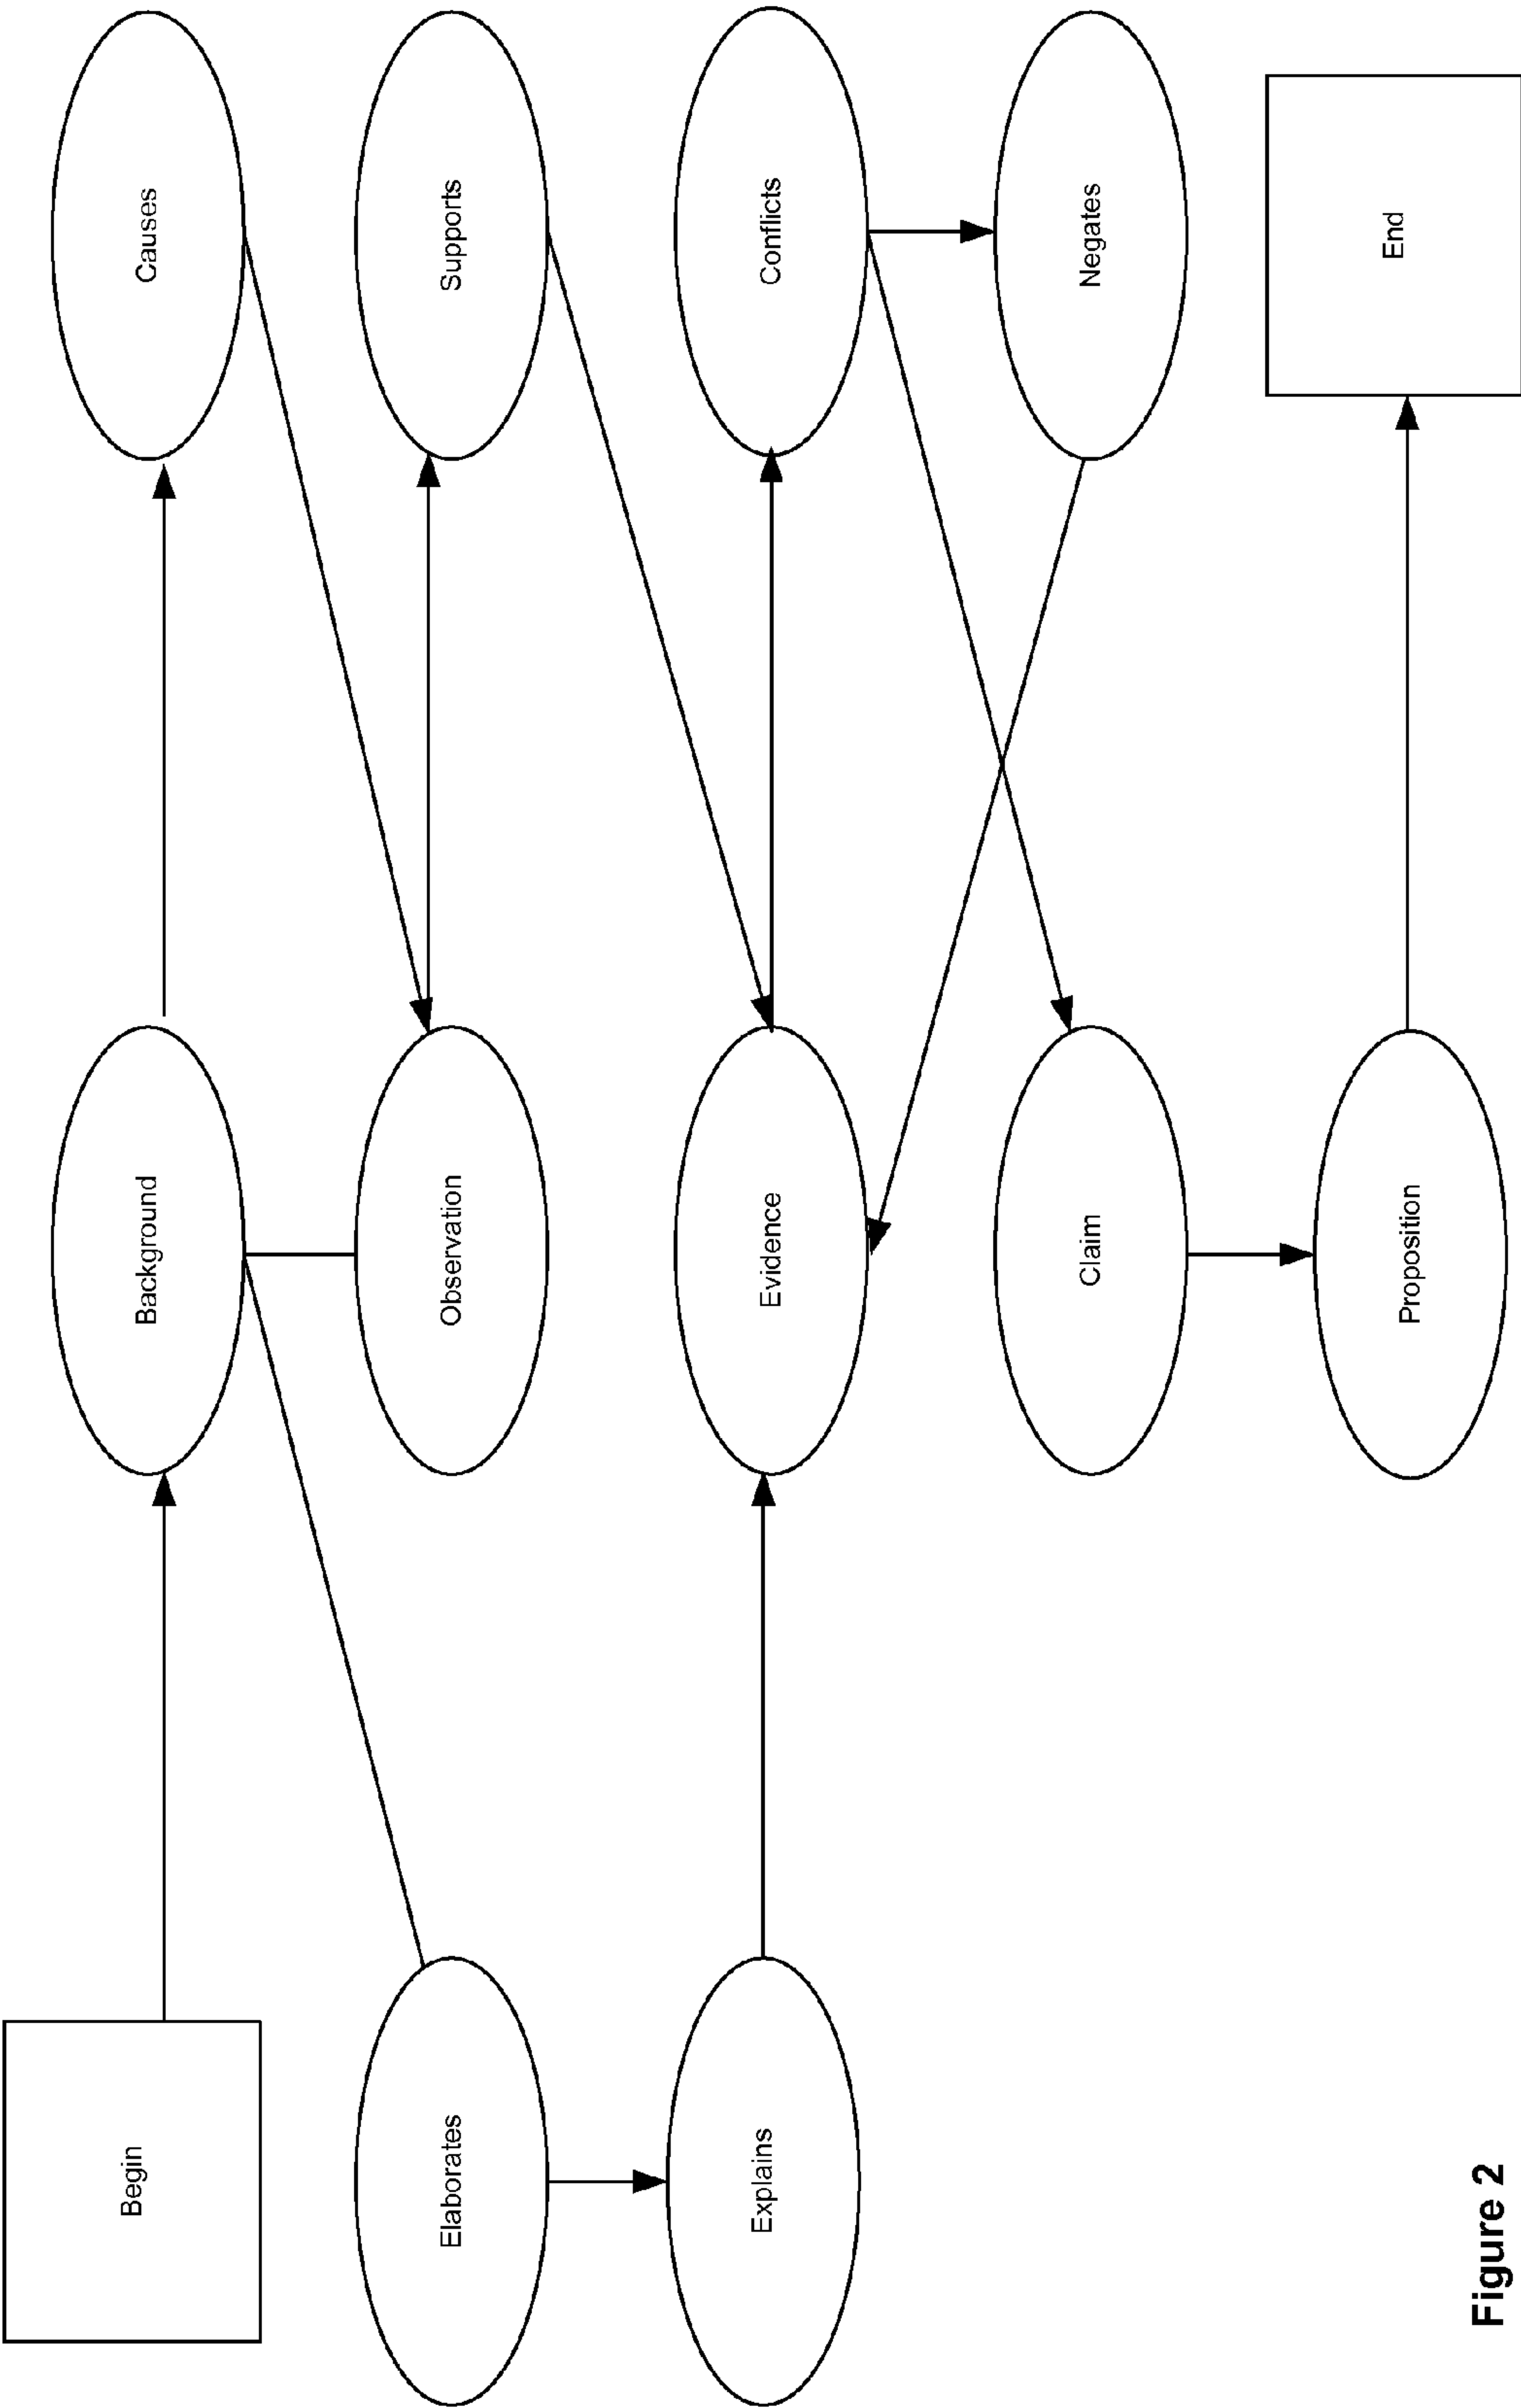 Begin
Background
Causes
Elaborates
Observation
Supports
Explains
Evidence
Conflicts
Claim
Negates
Proposition
End
Figure 2